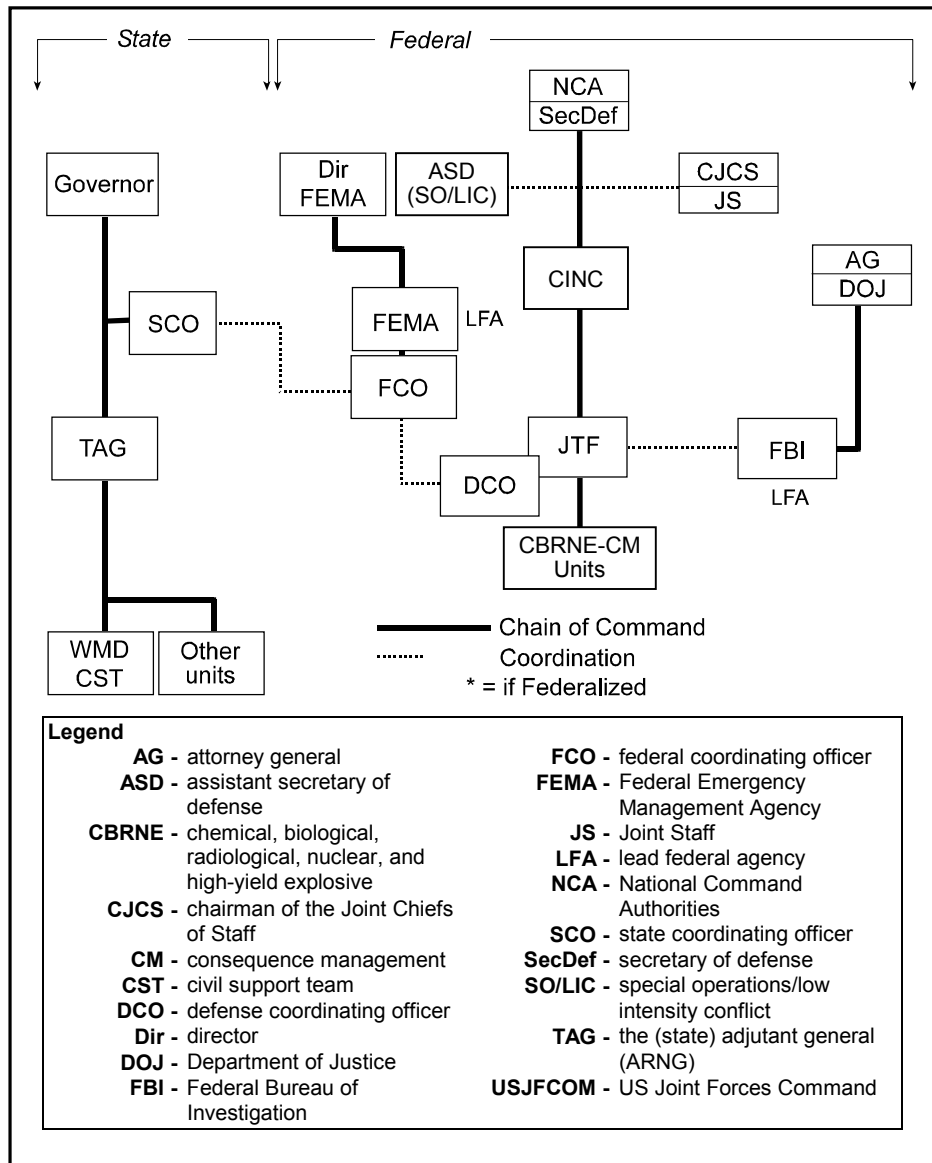 State
Federal
NCA
SecDef
Governor
Dir
FEMA
ASD
(SO/LIC)
CJCS
JS
CINC
AG
DOJ
SCO
FEMA
LFA
FCO
TAG
JTF
FBI
DCO
LFA
CBRNE-CM
Units
WMD
CST
Other
units
Chain of Command
Coordination
* = if Federalized
Legend
AG - attorney general
ASD - assistant secretary of
defense
CBRNE - chemical, biological,
radiological, nuclear, and
high-yield explosive
CJCS - chairman of the Joint Chiefs
of Staff
CM - consequence management
CST - civil support team
DCO - defense coordinating officer
Dir - director
DOJ - Department of Justice
FBI - Federal Bureau of
Investigation
FCO - federal coordinating officer
FEMA - Federal Emergency
Management Agency
JS - Joint Staff
LFA - lead federal agency
NCA - National Command
Authorities
SCO - state coordinating officer
SecDef - secretary of defense
SO/LIC - special operations/low
intensity conflict
TAG - the (state) adjutant general
(ARNG)
USJFCOM - US Joint Forces Command